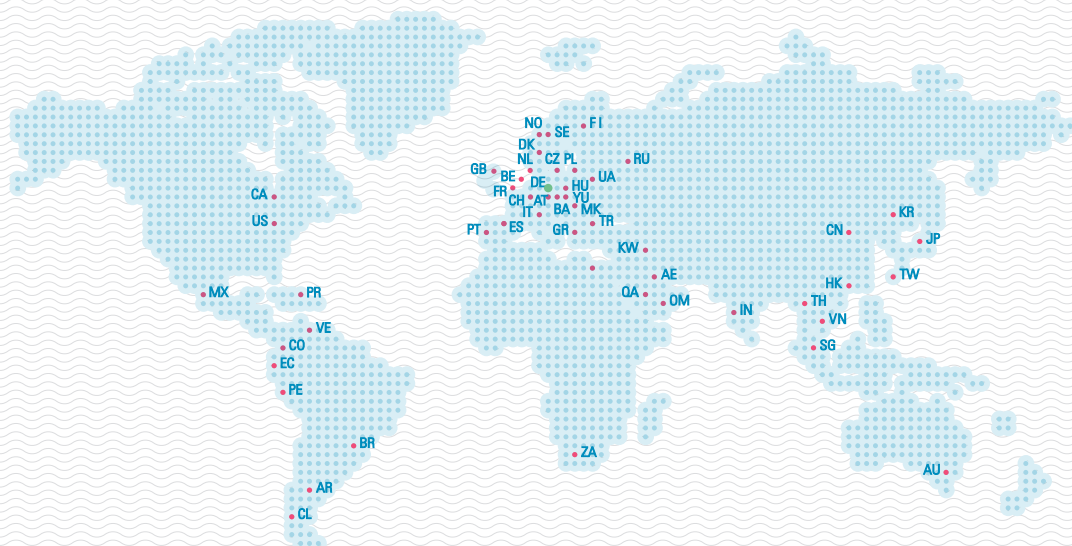 NO
FI
SE
DK
NL
CZ
PL
RU
GB
BE
DE
UA
FR
HU
CA
CH
AT
YU
IT
BA
MK
KR
US
PT
ES
GR
TR
CN
JP
KW
AE
TW
HK
MX
PR
QA
OM
TH
IN
VN
VE
CO
SG
EC
PE
BR
ZA
AU
AR
CL